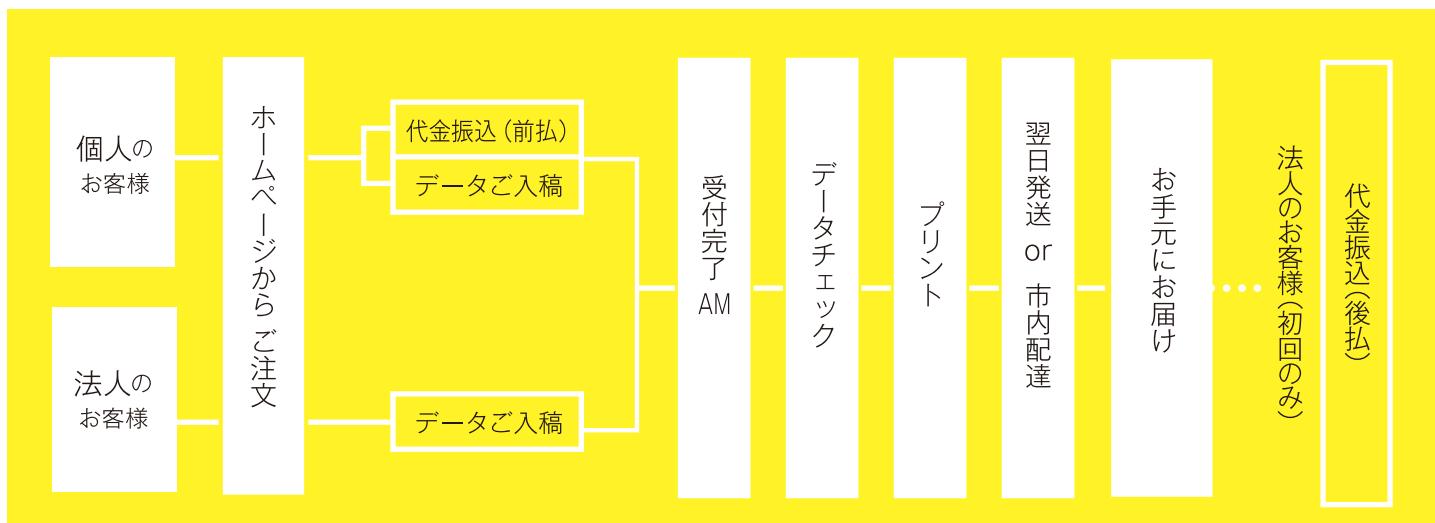 個人の
お客様
法人の
お客様
ホームページから ご注文
代金振込（前払）
データご入稿
データご入稿
受付完了 AM
データチェック
プリント
翌日発送 or 市内配達
お手元にお届け
法人のお客様（初回のみ）
代金振込（後払）